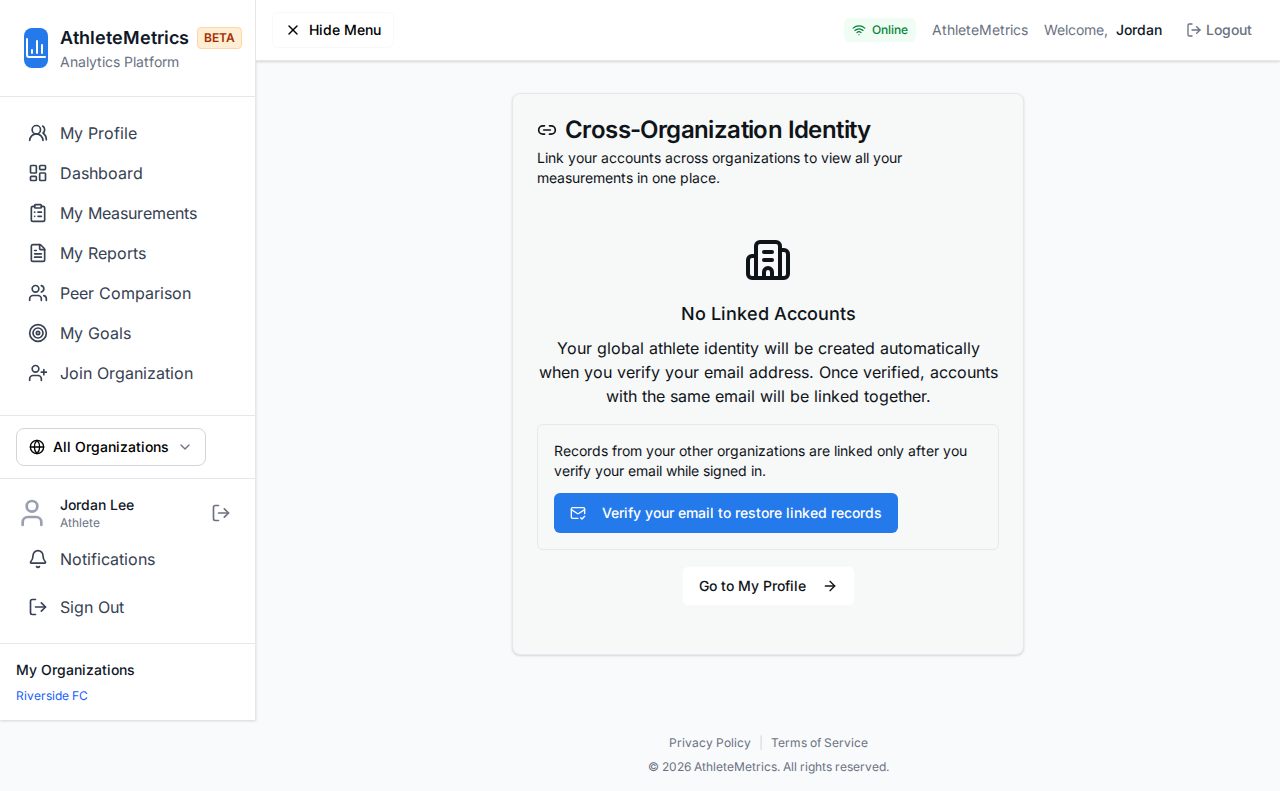 AthleteMetrics BETA
Analytics Platform
My Profile
Dashboard
My Measurements
My Reports
Peer Comparison
My Goals
Join Organization
All Organizations
Jordan Lee
Athlete
Notifications
Sign Out
My Organizations
Riverside FC
Hide Menu
Online AthleteMetrics Welcome, Jordan Logout
Cross-Organization Identity
Link your accounts across organizations to view all your
measurements in one place.
No Linked Accounts
Your global athlete identity will be created automatically
when you verify your email address. Once verified, accounts
with the same email will be linked together.
Records from your other organizations are linked only after you
verify your email while signed in.
Verify your email to restore linked records
Go to My Profile
Privacy Policy | Terms of Service
© 2026 AthleteMetrics. All rights reserved.